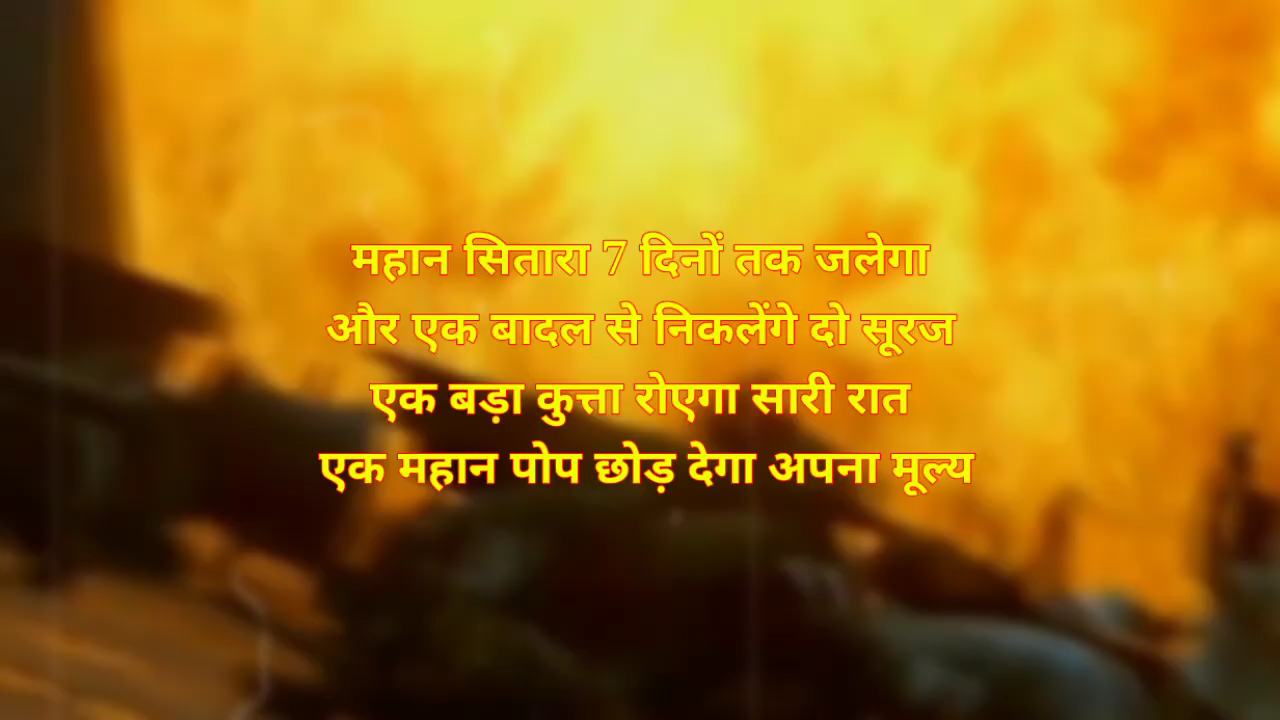 महान सितारा 7 दिनों तक जलेगा
और एक बादल से निकलेंगे दो सूरज
एक बड़ा कुत्ता रोएगा सारी रात
एक महान पोप छोड़ देगा अपना मूल्य